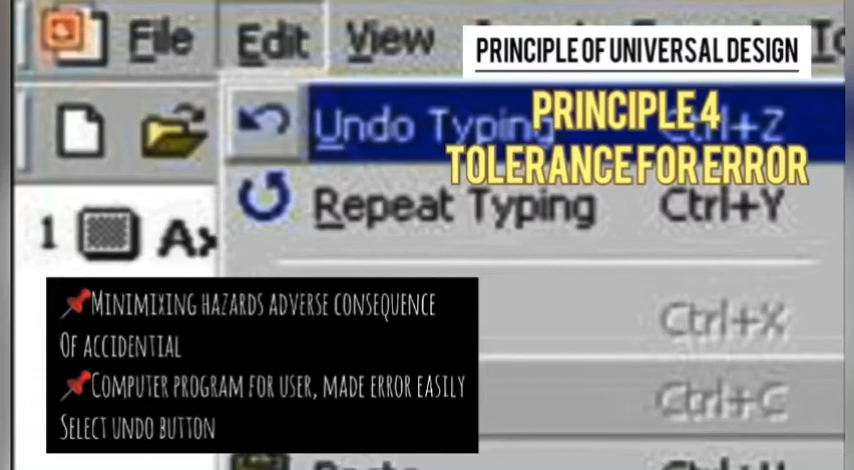 File Edit View
PRINCIPLE OF UNIVERSAL DESIGN
PRINCIPLE 4
TOLERANCE FOR ERROR
Undo Typing Ctrl+Z
Repeat Typing Ctrl+Y
1
Ctrl+X
Ctrl+C
📌MINIMIXING HAZARDS ADVERSE CONSEQUENCE
OF ACCIDENTIAL
📌COMPUTER PROGRAM FOR USER, MADE ERROR EASILY
SELECT UNDO BUTTON